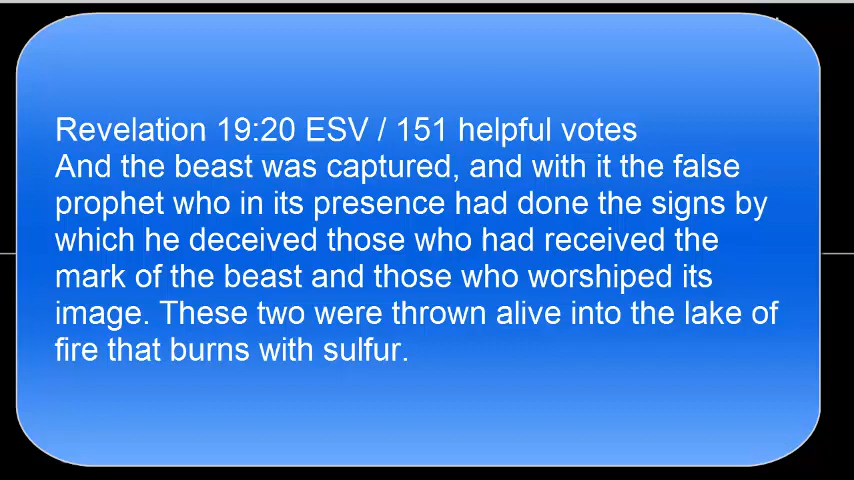 Revelation 19:20 ESV / 151 helpful votes
And the beast was captured, and with it the false
prophet who in its presence had done the signs by
which he deceived those who had received the
mark of the beast and those who worshiped its
image. These two were thrown alive into the lake of
fire that burns with sulfur.